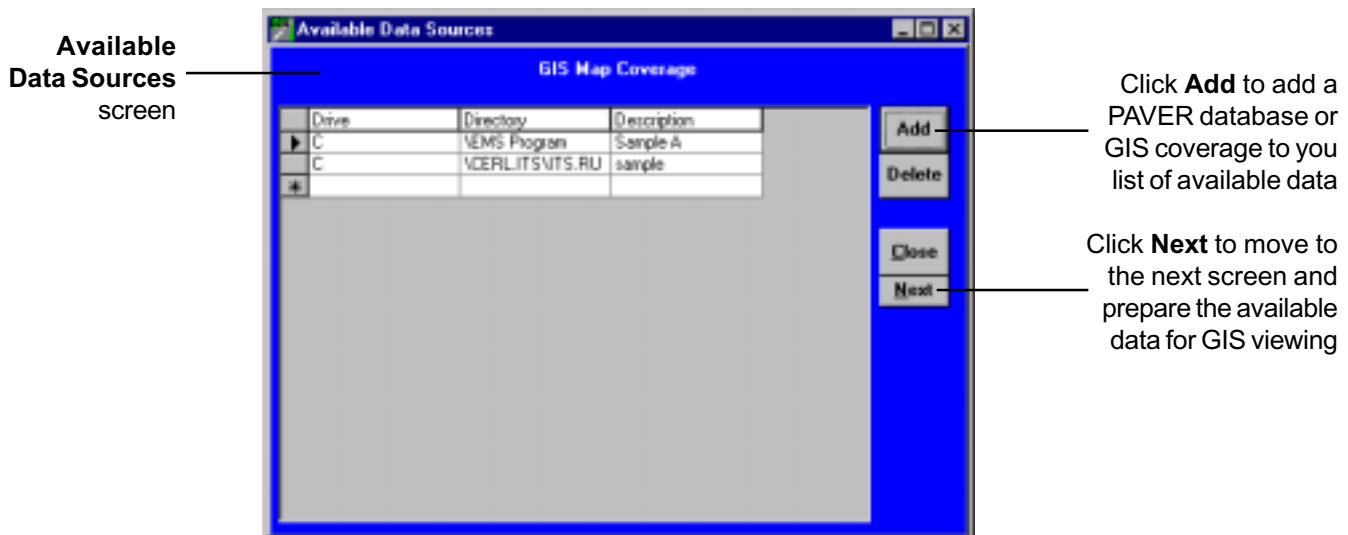 Available
Data Sources
screen
Available Data Sources
GIS Map Coverage
Drive Directory Description
C \EMS Program Sample A
C \CERL.ITS\ITS.RU sample
Add
Delete
Close
Next
Click Add to add a
PAVER database or
GIS coverage to you
list of available data
Click Next to move to
the next screen and
prepare the available
data for GIS viewing